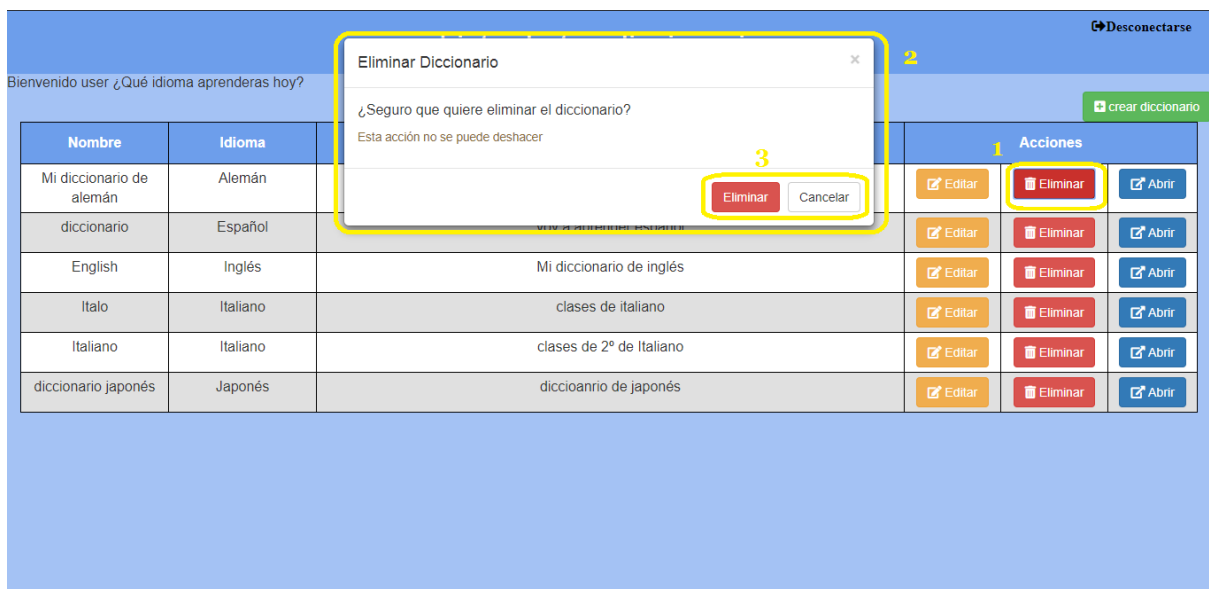 Desconectarse
Eliminar Diccionario ×
2
Bienvenido user ¿Qué idioma aprenderas hoy?
¿Seguro que quiere eliminar el diccionario?
crear diccionario
Esta acción no se puede deshacer
Nombre Idioma 1 Acciones
3
Eliminar Cancelar
Mi diccionario de alemán Alemán Editar Eliminar Abrir
diccionario Español voy a aprender español Editar Eliminar Abrir
English Inglés Mi diccionario de inglés Editar Eliminar Abrir
Italo Italiano clases de italiano Editar Eliminar Abrir
Italiano Italiano clases de 2º de Italiano Editar Eliminar Abrir
diccionario japonés Japonés diccioanrio de japonés Editar Eliminar Abrir